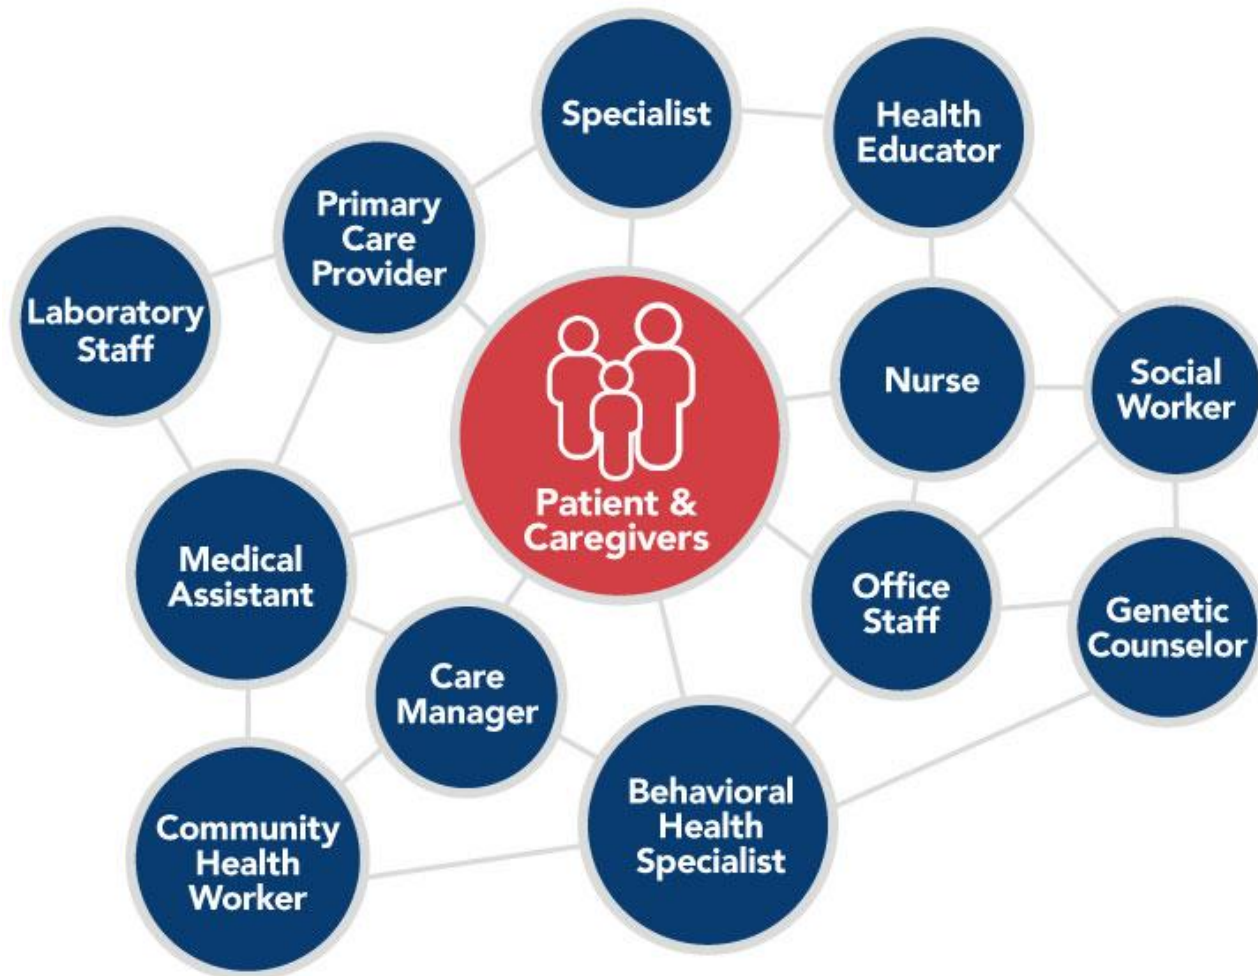 Specialist
Health
Educator
Primary
Care
Provider
Laboratory
Staff
Nurse
Social
Worker
Patient &
Caregivers
Medical
Assistant
Office
Staff
Genetic
Counselor
Care
Manager
Behavioral
Health
Specialist
Community
Health
Worker